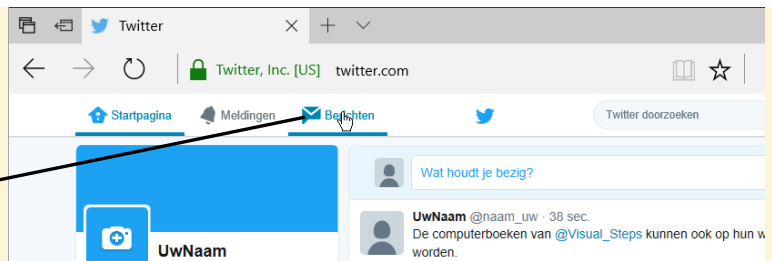 Twitter
Twitter, Inc. [US] twitter.com
Startpagina Meldingen Berichten Twitter doorzoeken
Wat houdt je bezig?
UwNaam @naam_uw · 38 sec.
De computerboeken van @Visual_Steps kunnen ook op hun w
worden.
UwNaam